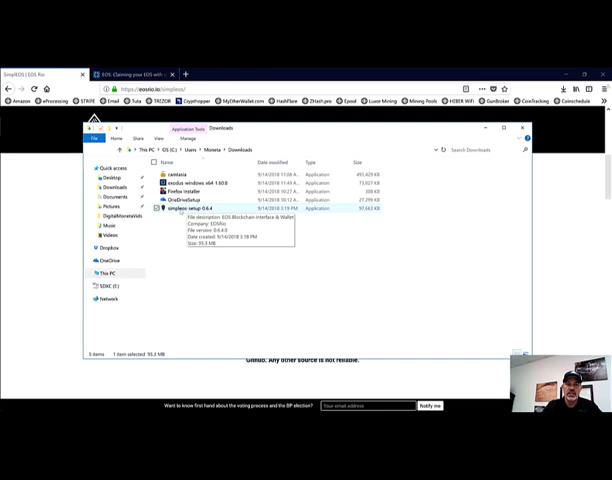 SimplEOS | EOS Rio
EOS: Claiming your EOS with
https://eosrio.io/simpleos/
Amazon
eProcessing
STRIPE
Email
Tuta
TREZOR
Crypthopper
MyEtherWallet.com
HashFlare
ZHash.pro
Epool
Luxor Mining
Mining Pools
HIBER WiFi
GunBroker
CoinTracking
Coinschedule
Application Tools
Downloads
File
Home
Share
View
Manage
This PC
OS (C:)
Users
Moneta
Downloads
Search Downloads
Name
Date modified
Type
Size
Quick access
Desktop
Downloads
Documents
Pictures
DigitalMonetaVids
Music
Videos
Dropbox
OneDrive
This PC
SDXC (E:)
Network
camtasia 9/14/2018 11:08 A... Application 491,429 KB
exodus windows x64-1.60.0 9/14/2018 11:49 A... Application 73,027 KB
Firefox Installer 9/14/2018 10:27 A... Application 308 KB
OneDriveSetup 9/14/2018 10:12 A... Application 27,299 KB
simpleos setup 0.6.4 9/14/2018 3:19 PM Application 97,663 KB
File description: EOS Blockchain Interface & Wallet
Company: EOSRio
File version: 0.6.4.0
Date created: 9/14/2018 3:18 PM
Size: 95.3 MB
5 items
1 item selected 95.3 MB
Github. Any other source is not reliable.
Want to know first hand about the voting process and the BP election?
Your email address
Notify me